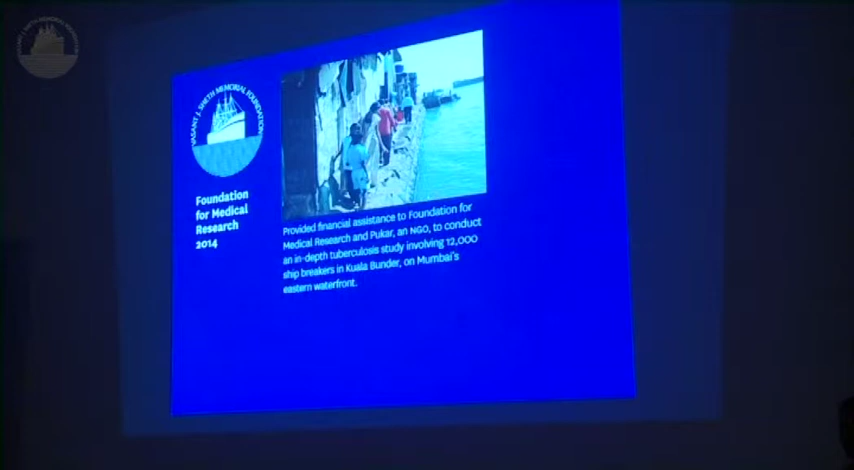 VASANT J. SHETH MEMORIAL FOUNDATION
Foundation
for Medical
Research
2014
Provided financial assistance to Foundation for
Medical Research and Pukar, an NGO, to conduct
an in-depth tuberculosis study involving 12,000
ship breakers in Kuala Bunder, on Mumbai's
eastern waterfront.